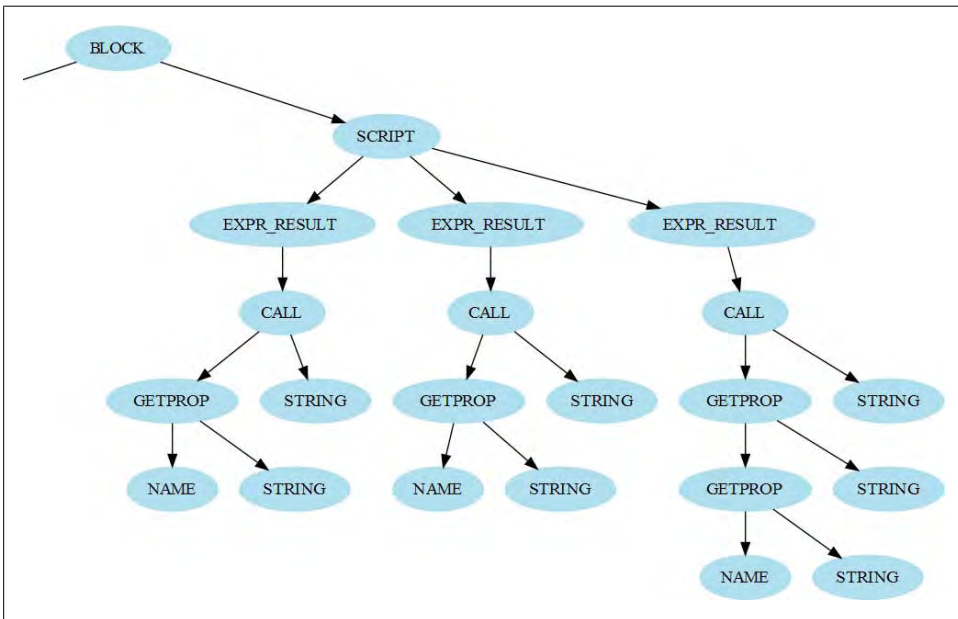 BLOCK
SCRIPT
EXPR_RESULT EXPR_RESULT EXPR_RESULT
CALL CALL CALL
GETPROP STRING GETPROP STRING GETPROP STRING
NAME STRING NAME STRING GETPROP STRING
NAME STRING